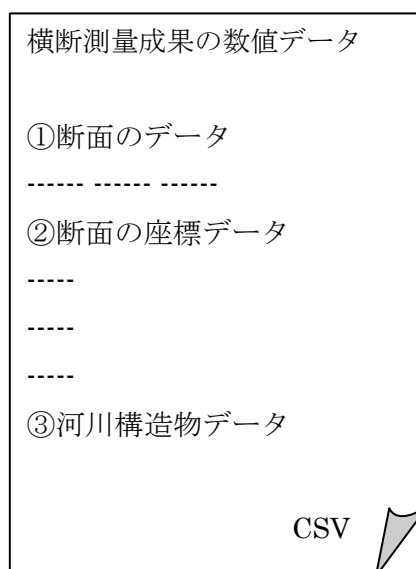 横断測量成果の数値データ
①断面のデータ
------ ------ ------
②断面の座標データ
-----
-----
-----
③河川構造物データ
CSV